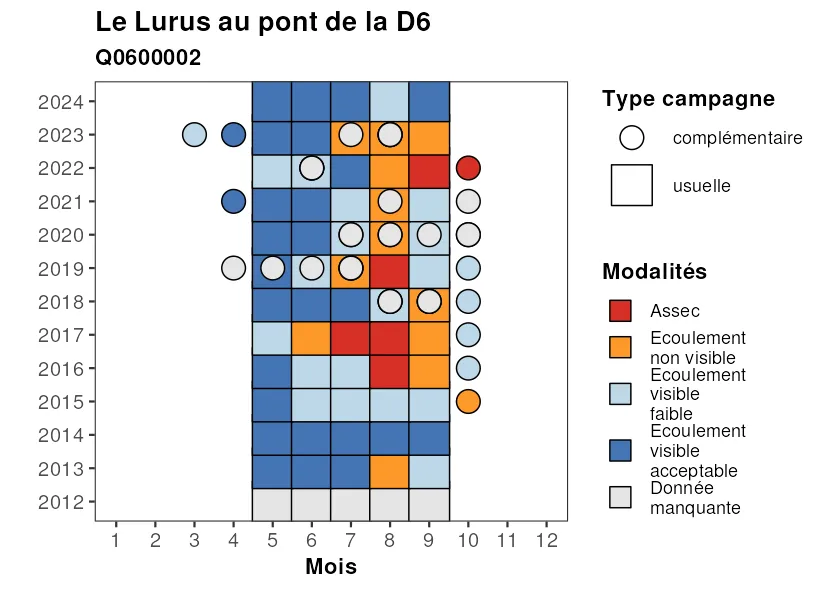 Le Lurus au pont de la D6
Q0600002
2024
2023
2022
2021
2020
2019
2018
2017
2016
2015
2014
2013
2012
1 2 3 4 5 6 7 8 9 10 11 12
Mois
Type campagne
complémentaire
usuelle
Modalités
Assec
Ecoulement
non visible
Ecoulement
visible
faible
Ecoulement
visible
acceptable
Donnée
manquante